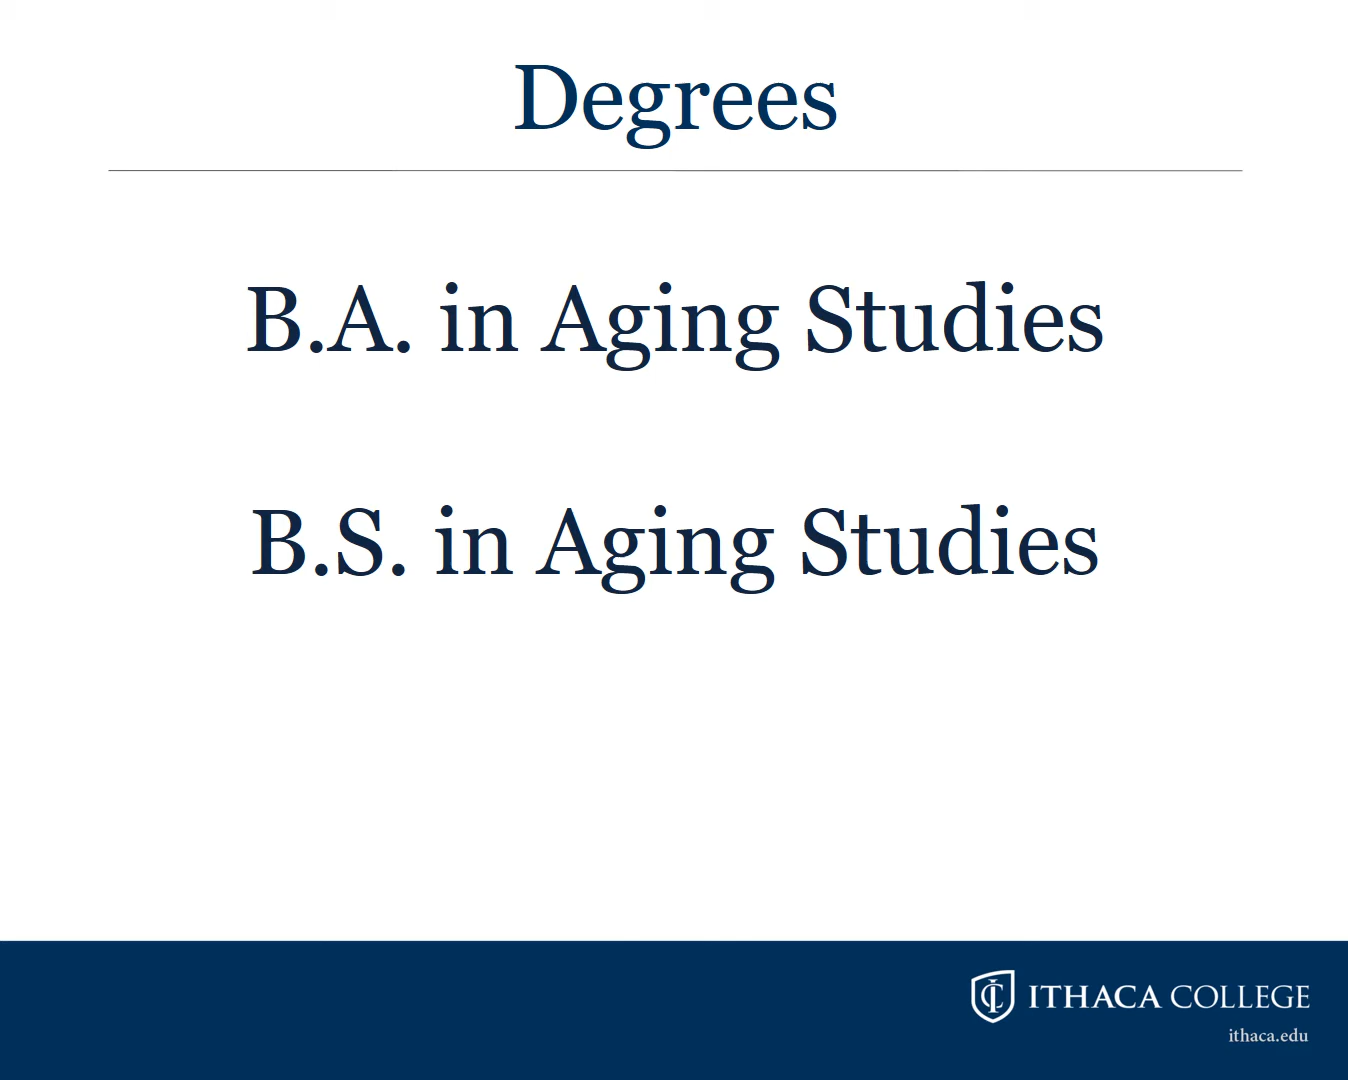 Degrees
B.A. in Aging Studies
B.S. in Aging Studies
ITHACA COLLEGE
ithaca.edu